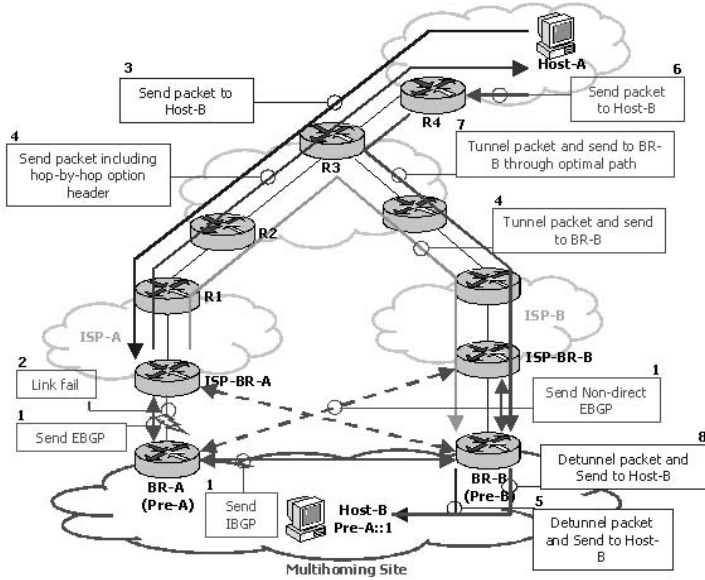 Host-A
3
Send packet to
Host-B
6
Send packet
to Host-B
R4
4
Send packet including
hop-by-hop option
header
R3
7
Tunnel packet and send to BR-
B through optimal path
R2
4
Tunnel packet and send
to BR-B
R1
ISP-A
ISP-B
ISP-BR-A
ISP-BR-B
2
Link fail
1
Send EBGP
1
Send Non-direct
EBGP
BR-A
(Pre-A)
1
Send
IBGP
BR-B
(Pre-B)
8
Detunnel packet and
Send to Host-B
5
Detunnel packet
and Send to Host-
B
Host-B
Pre-A::1
Multihoming Site